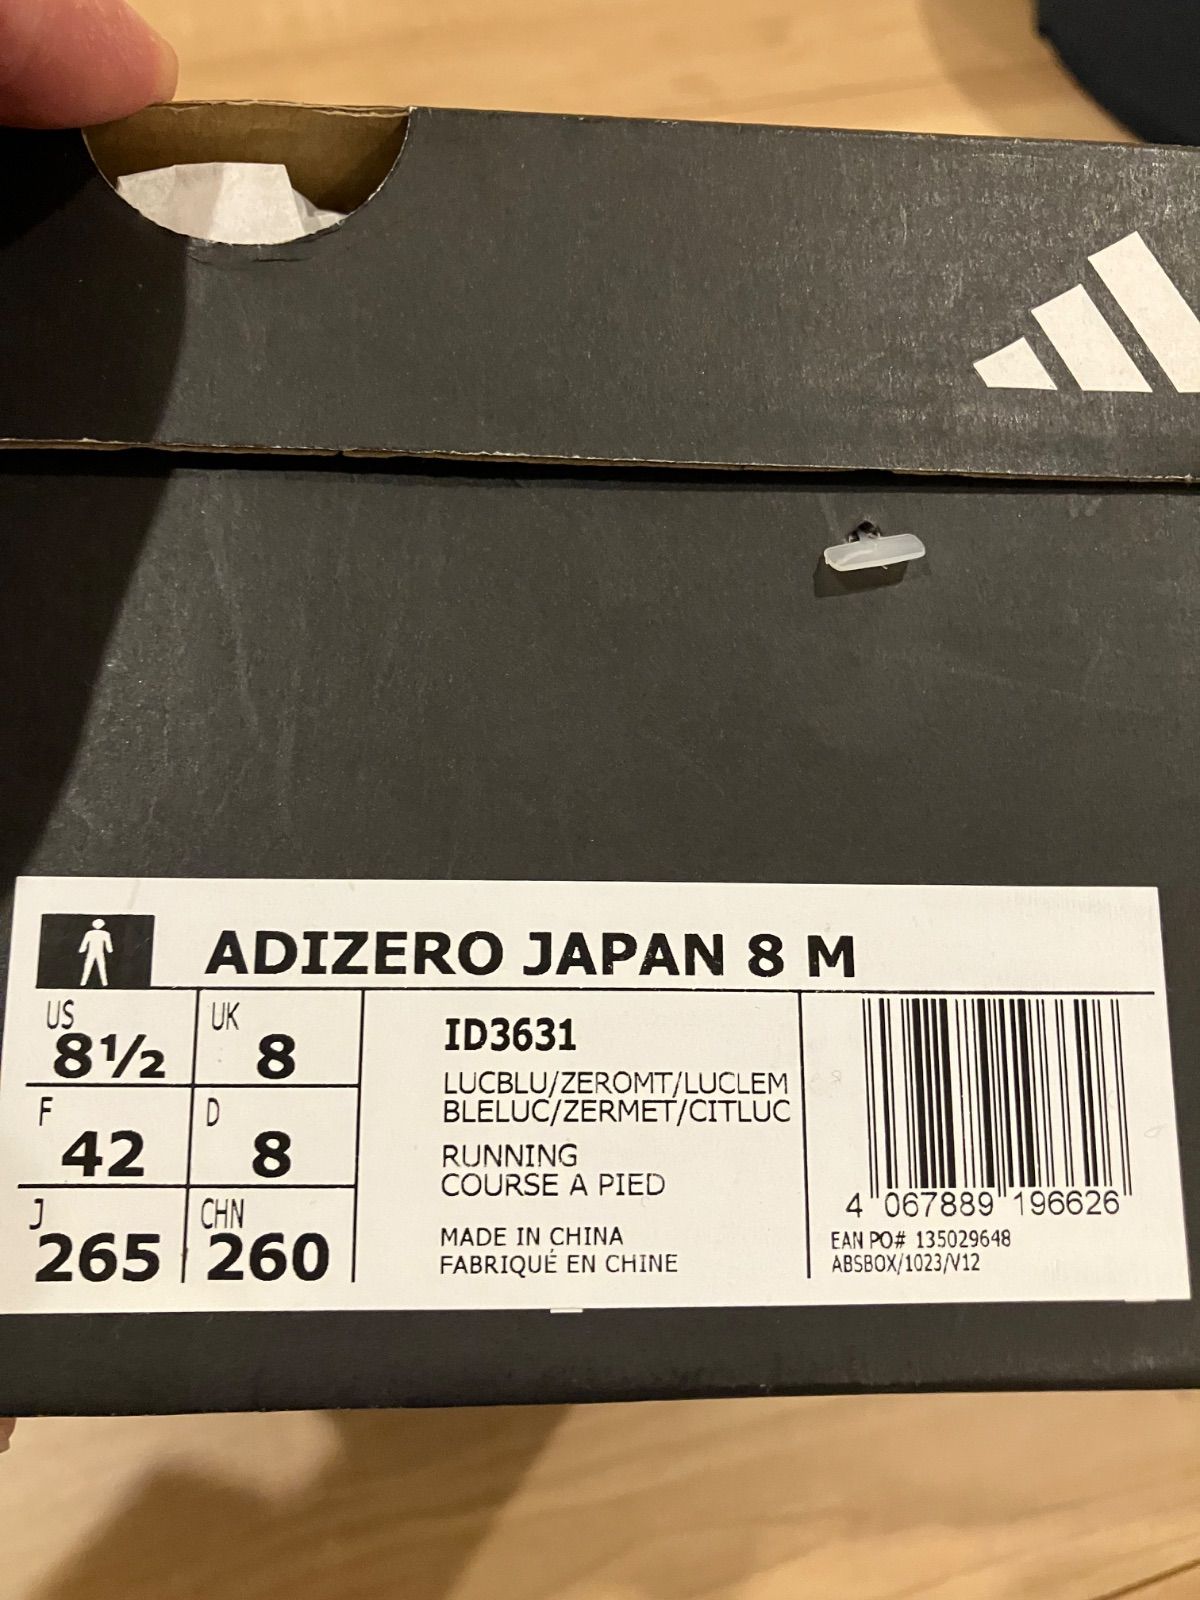 ADIZERO JAPAN 8 M
US
8½
UK
8
F
42
D
8
J
265
CHN
260
ID3631
LUCBLU/ZEROMT/LUCLEM
BLELUC/ZERMET/CITLUC
RUNNING
COURSE A PIED
MADE IN CHINA
FABRIQUÉ EN CHINE
4 067889 196626
EAN PO# 135029648
ABSBOX/1023/V12